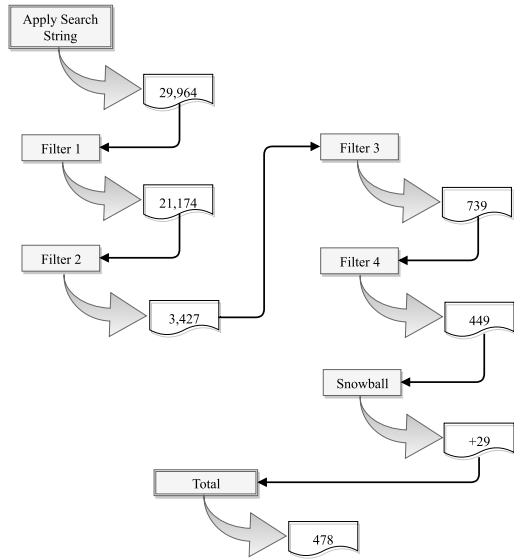 Apply Search
String
29,964
Filter 1
21,174
Filter 2
3,427
Filter 3
739
Filter 4
449
Snowball
+29
Total
478